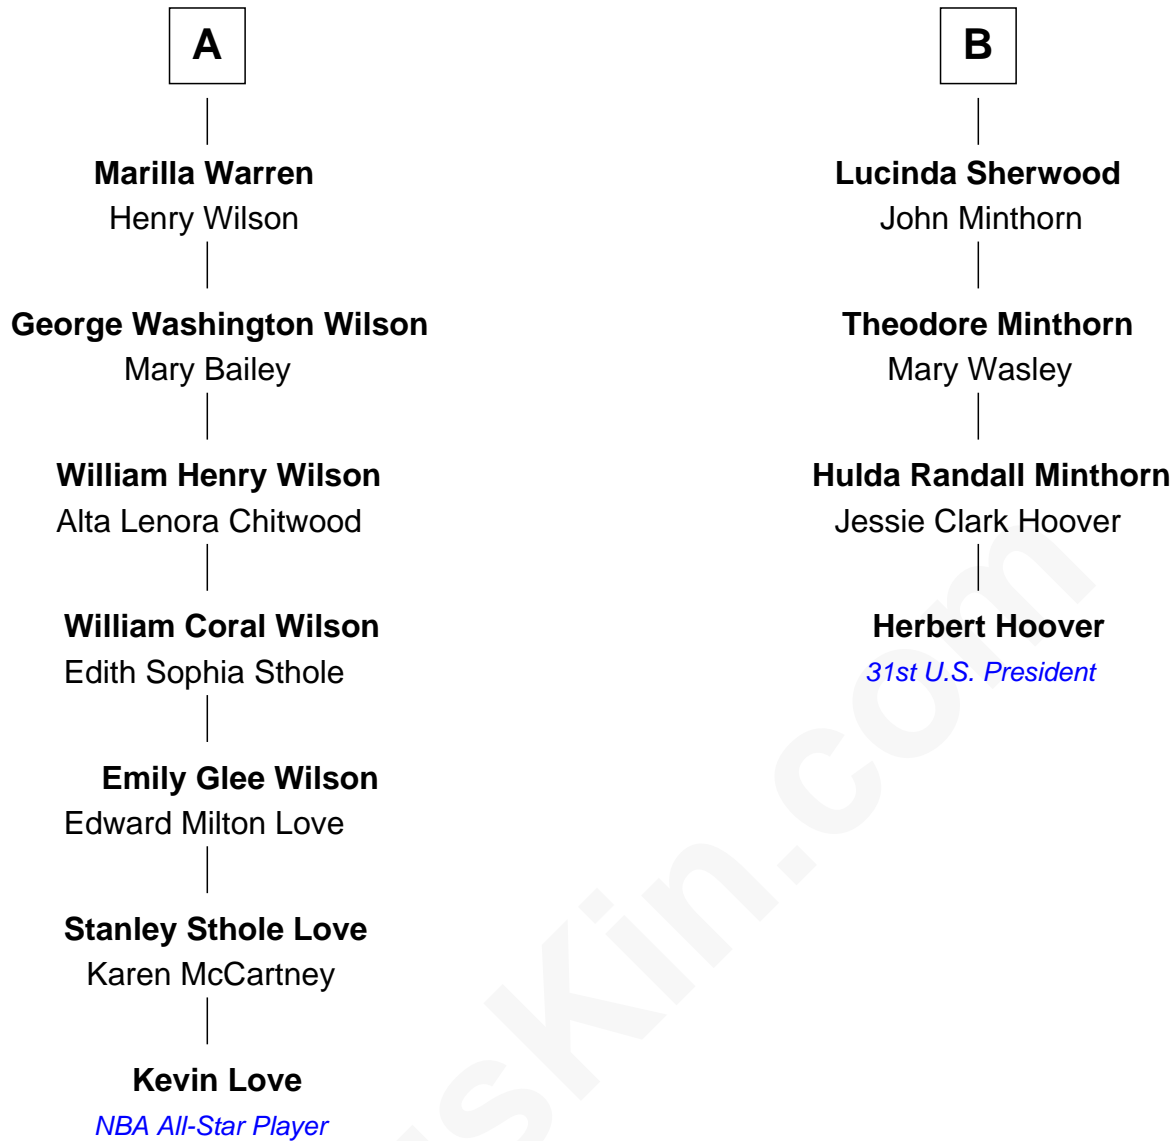 A
Marilla Warren
Henry Wilson
George Washington Wilson
Mary Bailey
William Henry Wilson
Alta Lenora Chitwood
William Coral Wilson
Edith Sophia Sthole
Emily Glee Wilson
Edward Milton Love
Stanley Sthole Love
Karen McCartney
Kevin Love
NBA All-Star Player
B
Lucinda Sherwood
John Minthorn
Theodore Minthorn
Mary Wasley
Hulda Randall Minthorn
Jessie Clark Hoover
Herbert Hoover
31st U.S. President